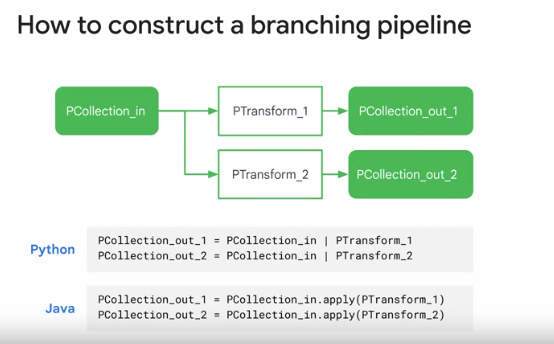 How to construct a branching pipeline
PCollection_in
PTransform_1
PCollection_out_1
PTransform_2
PCollection_out_2
Python
PCollection_out_1 = PCollection_in | PTransform_1
PCollection_out_2 = PCollection_in | PTransform_2
Java
PCollection_out_1 = PCollection_in.apply(PTransform_1)
PCollection_out_2 = PCollection_in.apply(PTransform_2)